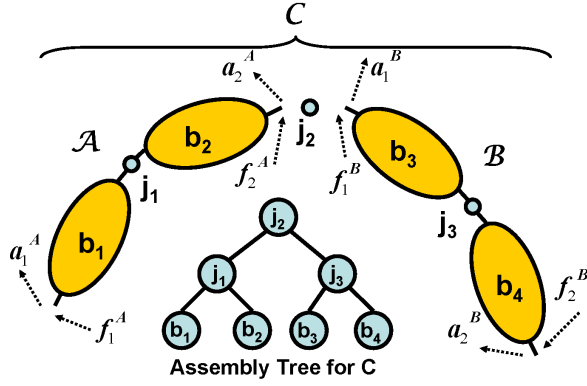 C
a₂ᴬ
a₁ᴮ
j₂
b₂
b₃
𝒜
ℬ
f₂ᴬ
f₁ᴮ
j₁
j₃
b₁
b₄
a₁ᴬ
f₁ᴬ
f₂ᴮ
a₂ᴮ
j₂
j₁ j₃
b₁ b₂ b₃ b₄
Assembly Tree for C